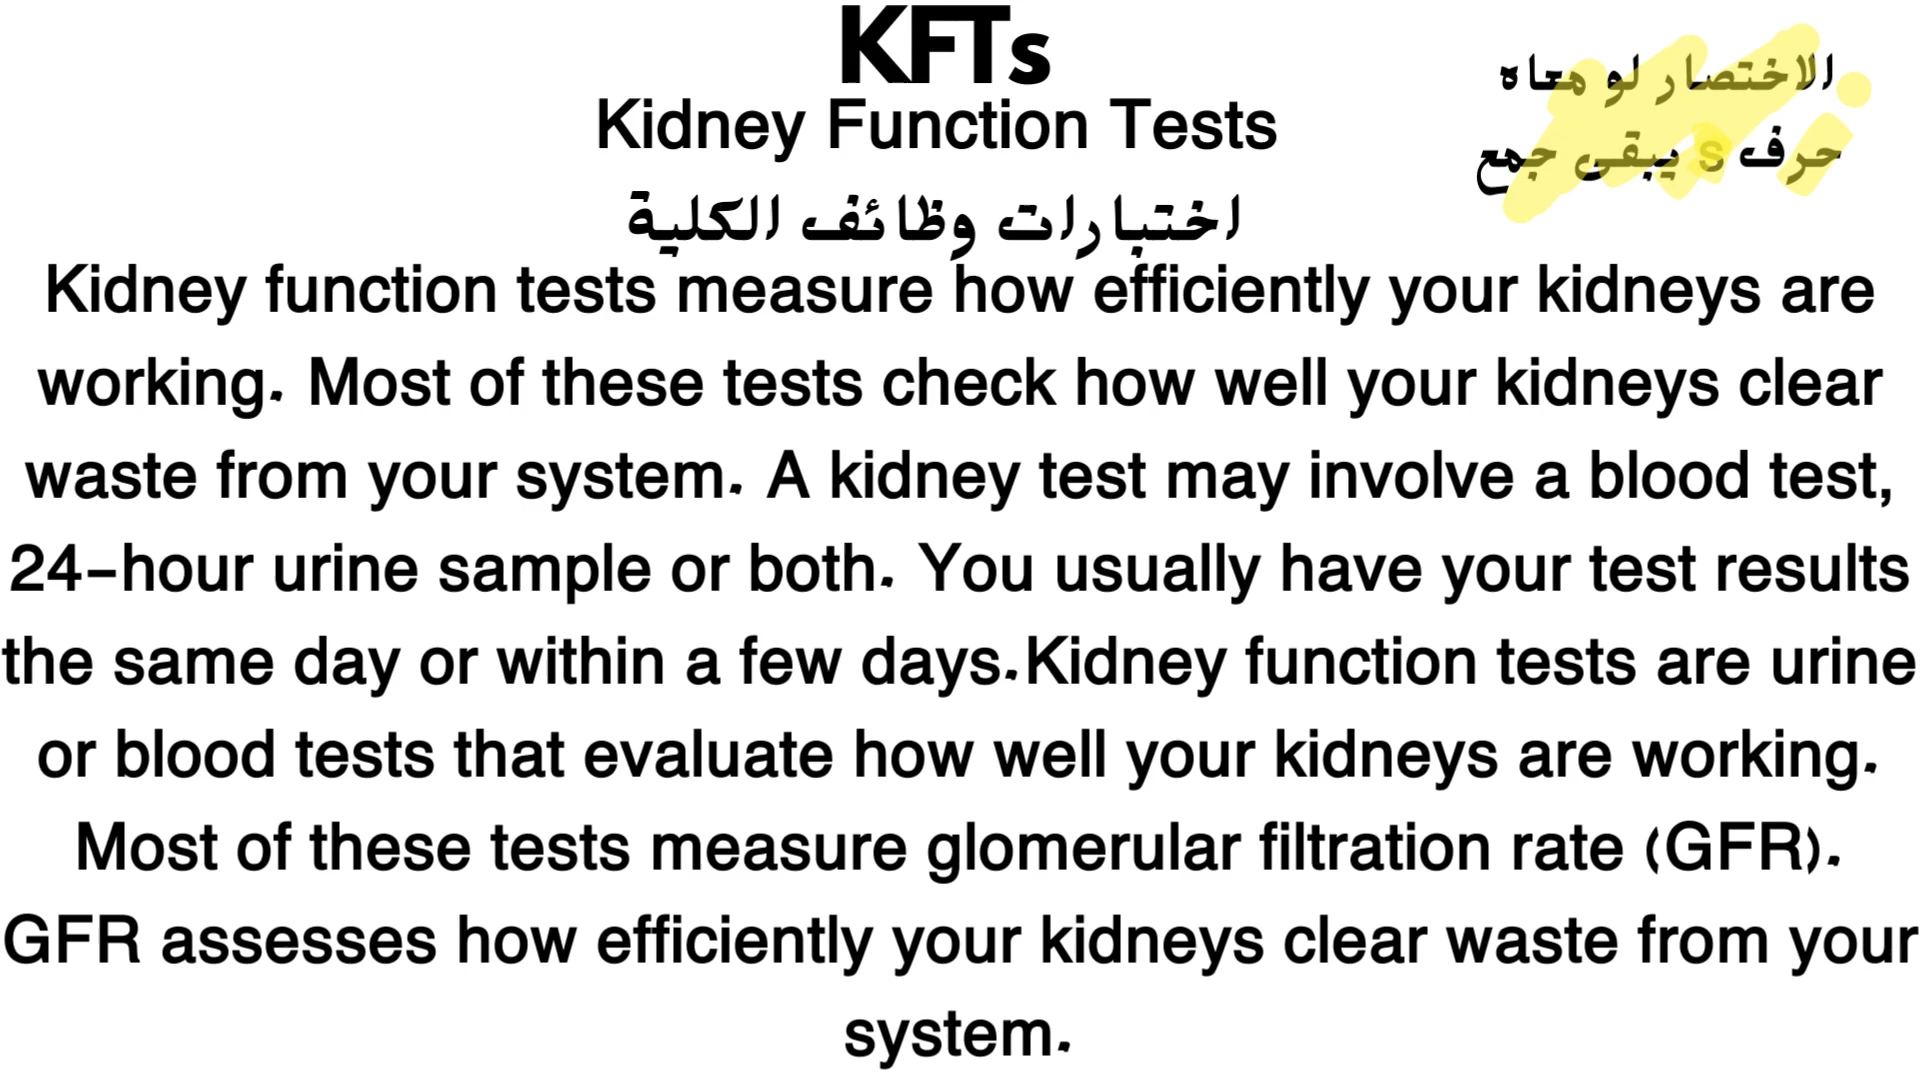 KFTs
Kidney Function Tests
اختبارات وظائف الكلية
الاختصار لو معاه
حرف s يبقى جمع
Kidney function tests measure how efficiently your kidneys are
working. Most of these tests check how well your kidneys clear
waste from your system. A kidney test may involve a blood test,
24-hour urine sample or both. You usually have your test results
the same day or within a few days.Kidney function tests are urine
or blood tests that evaluate how well your kidneys are working.
Most of these tests measure glomerular filtration rate (GFR).
GFR assesses how efficiently your kidneys clear waste from your
system.